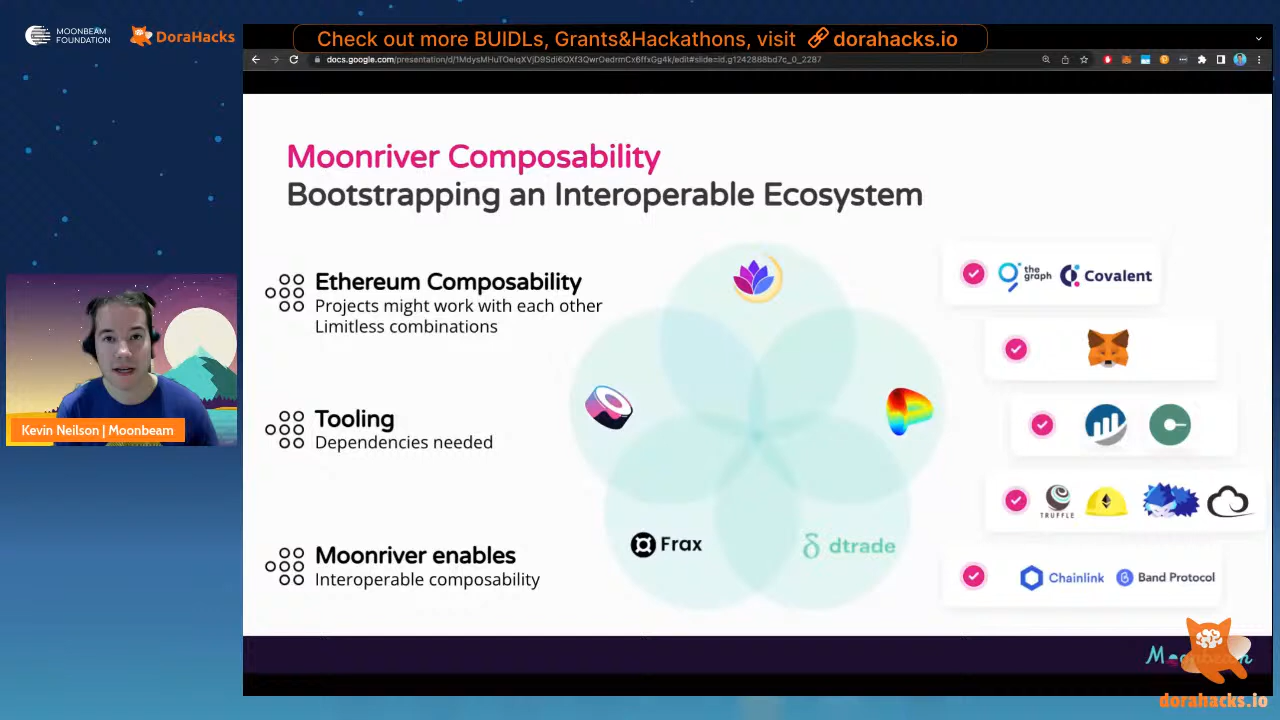 MOONBEAM
FOUNDATION
DoraHacks
Check out more BUIDLs, Grants&Hackathons, visit dorahacks.io
Moonriver Composability
Bootstrapping an Interoperable Ecosystem
Ethereum Composability
Projects might work with each other
Limitless combinations
Tooling
Dependencies needed
Moonriver enables
Interoperable composability
Frax
dtrade
the graph
Covalent
TRUFFLE
Chainlink
Band Protocol
Kevin Neilson | Moonbeam
Moonbeam
dorahacks.io